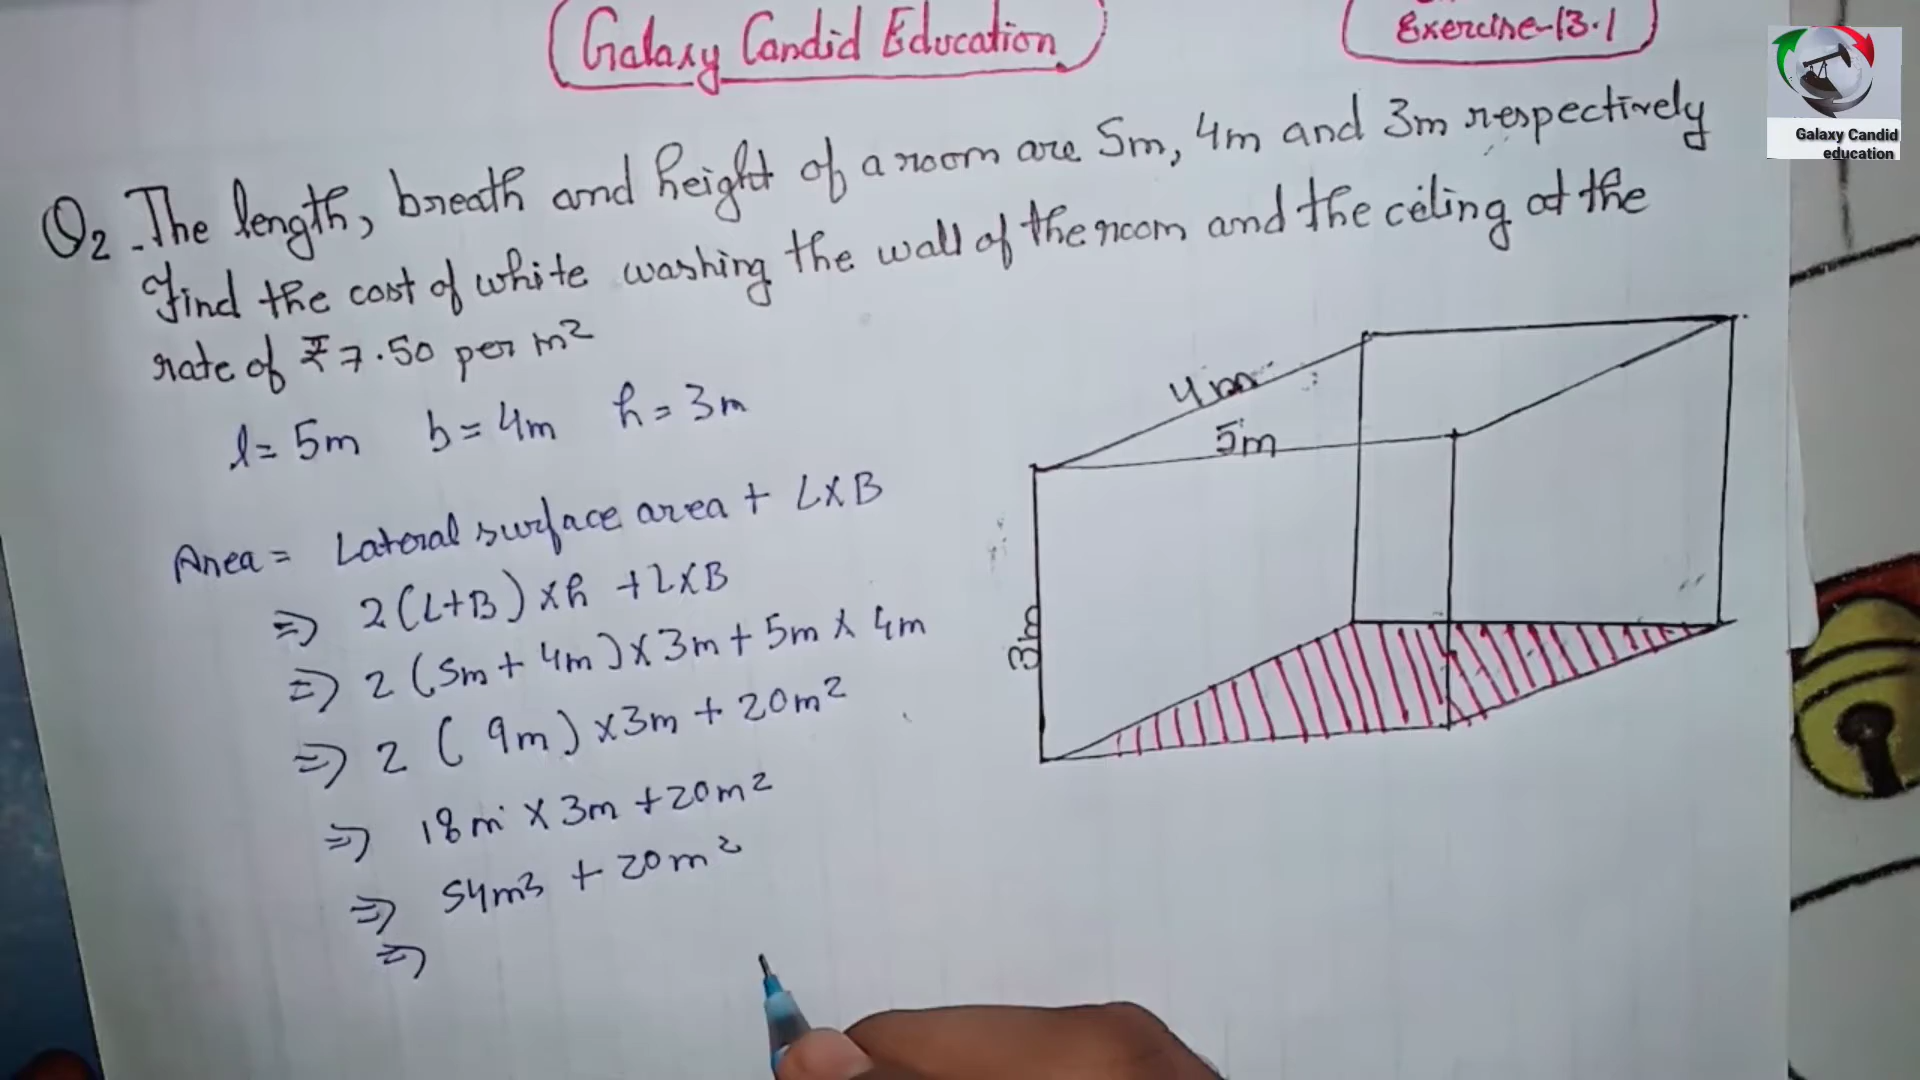 Galaxy Candid Education
Exercise-13.1
Galaxy Candid
education
Q2. The length, breath and height of a room are 5m, 4m and 3m respectively
Find the cost of white washing the wall of the room and the céiling at the
rate of ₹7.50 per m²
l = 5m b = 4m h = 3m
Area = Lateral surface area + L×B
⇒ 2(L+B)×h + L×B
⇒ 2(5m + 4m)×3m + 5m × 4m
⇒ 2 ( 9m) ×3m + 20m²
⇒ 18m × 3m + 20m²
⇒ 54m³ + 20m²
⇒
4m
5m
3m